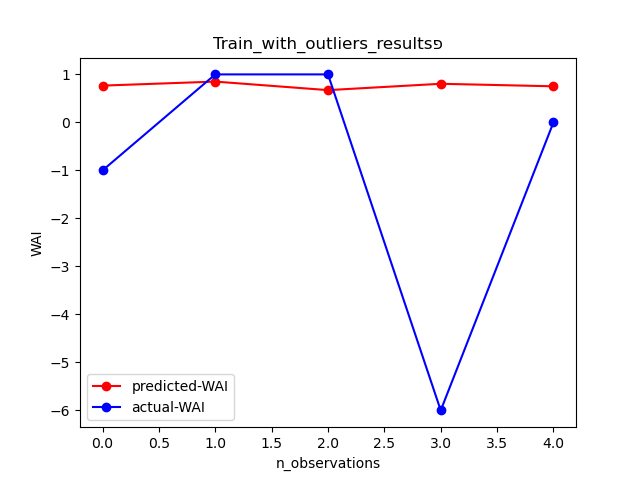 Train_with_outliers_resultsפ
1
0
−1
−2
−3
−4
−5
−6
WAI
predicted-WAI
actual-WAI
0.0 0.5 1.0 1.5 2.0 2.5 3.0 3.5 4.0
n_observations